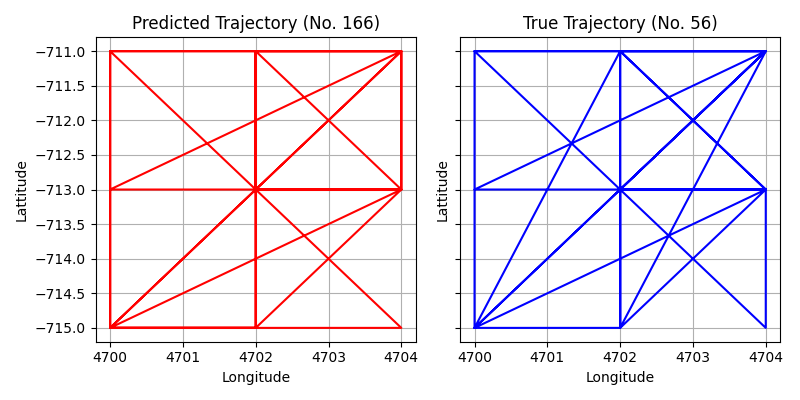 Predicted Trajectory (No. 166)
True Trajectory (No. 56)
−711.0
−711.5
−712.0
−712.5
−713.0
−713.5
−714.0
−714.5
−715.0
Lattitude
Lattitude
4700 4701 4702 4703 4704
4700 4701 4702 4703 4704
Longitude
Longitude